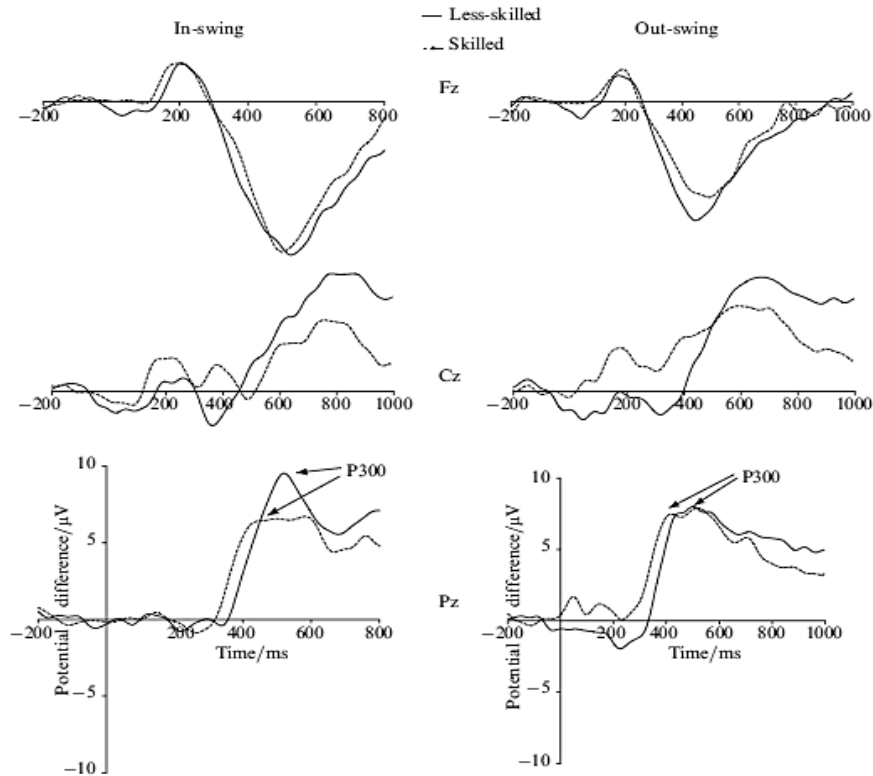 In-swing
Less-skilled
Skilled
Out-swing
Fz
−200 200 400 600 800
−200 200 400 600 800 1000
Cz
−200 200 400 600 800 1000
−200 200 400 600 800 1000
Pz
Potential difference/µV
10
5
−5
−10
P300
−200 200 400 600 800
Time/ms
Potential difference/µV
10
5
−5
−10
P300
−200 200 400 600 800 1000
Time/ms